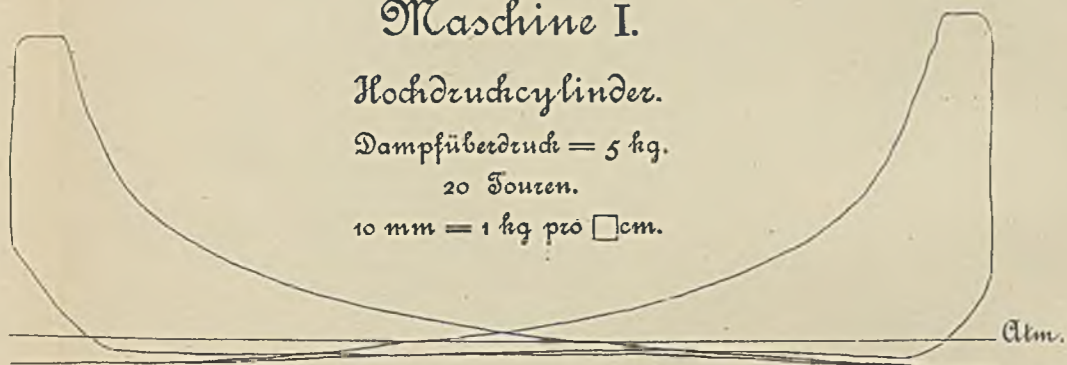 Maschine I.
Hochdruckcylinder.
Dampfüberdruck = 5 kg.
20 Touren.
10 mm = 1 kg pro □cm.
Atm.